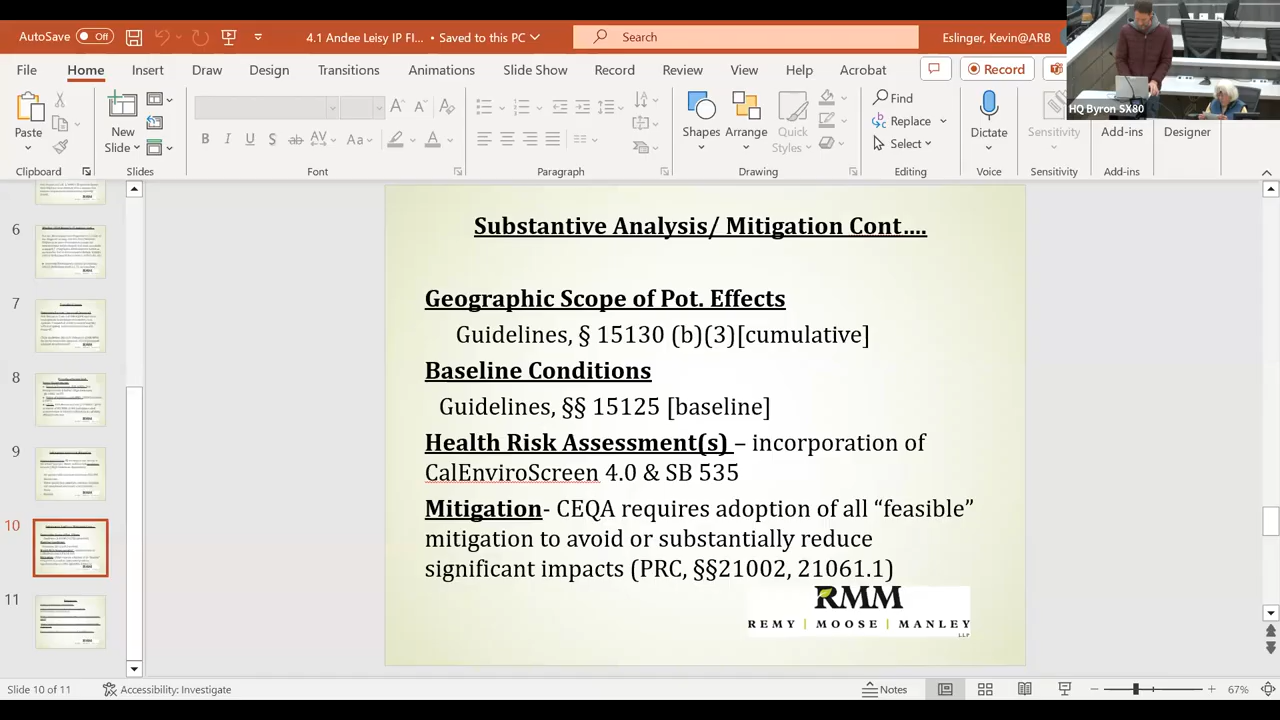 AutoSave Off 4.1 Andee Leisy IP FI... • Saved to this PC Search Eslinger, Kevin@ARB
File Home Insert Draw Design Transitions Animations Slide Show Record Review View Help Acrobat Record
HQ Byron SX80
Paste New Slide Find Replace Select Shapes Arrange Quick Styles Dictate Sensitivity Add-ins Designer
Clipboard Slides Font Paragraph Drawing Editing Voice Sensitivity Add-ins
6
7
8
9
10
11
Substantive Analysis/ Mitigation Cont….
Geographic Scope of Pot. Effects
Guidelines, § 15130 (b)(3)[cumulative]
Baseline Conditions
Guidelines, §§ 15125 [baseline]
Health Risk Assessment(s) – incorporation of
CalEnviroScreen 4.0 & SB 535
Mitigation- CEQA requires adoption of all “feasible”
mitigation to avoid or substantially reduce
significant impacts (PRC, §§21002, 21061.1)
RMM
REMY | MOOSE | MANLEY
LLP
Slide 10 of 11 Accessibility: Investigate Notes 67%